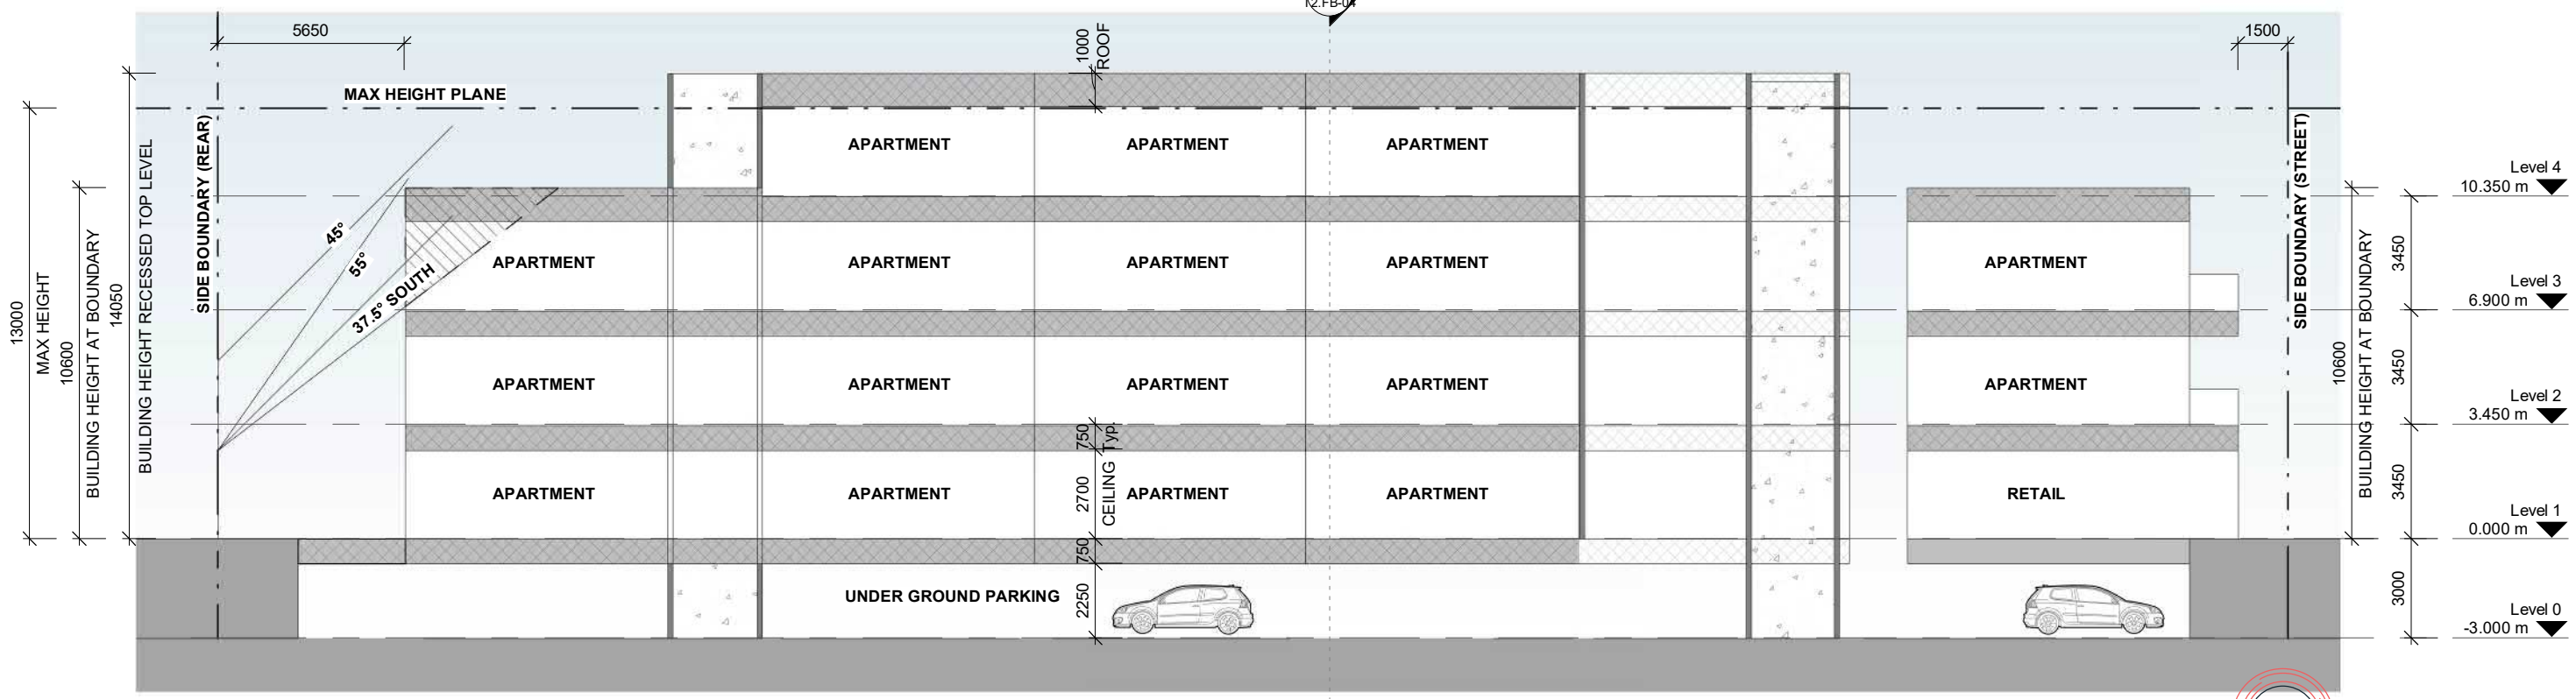 12.FB-04
5650
1000
ROOF
1500
MAX HEIGHT PLANE
SIDE BOUNDARY (REAR)
SIDE BOUNDARY (STREET)
13000
MAX HEIGHT
10600
BUILDING HEIGHT AT BOUNDARY
14050
BUILDING HEIGHT RECESSED TOP LEVEL
45°
55°
37.5° SOUTH
APARTMENT
APARTMENT
APARTMENT
APARTMENT
APARTMENT
APARTMENT
APARTMENT
APARTMENT
APARTMENT
APARTMENT
APARTMENT
APARTMENT
APARTMENT
750
Typ.
2700
CEILING
APARTMENT
APARTMENT
APARTMENT
APARTMENT
RETAIL
750
2250
UNDER GROUND PARKING
10600
BUILDING HEIGHT AT BOUNDARY
3450
3450
3450
3000
Level 4
10.350 m
Level 3
6.900 m
Level 2
3.450 m
Level 1
0.000 m
Level 0
-3.000 m